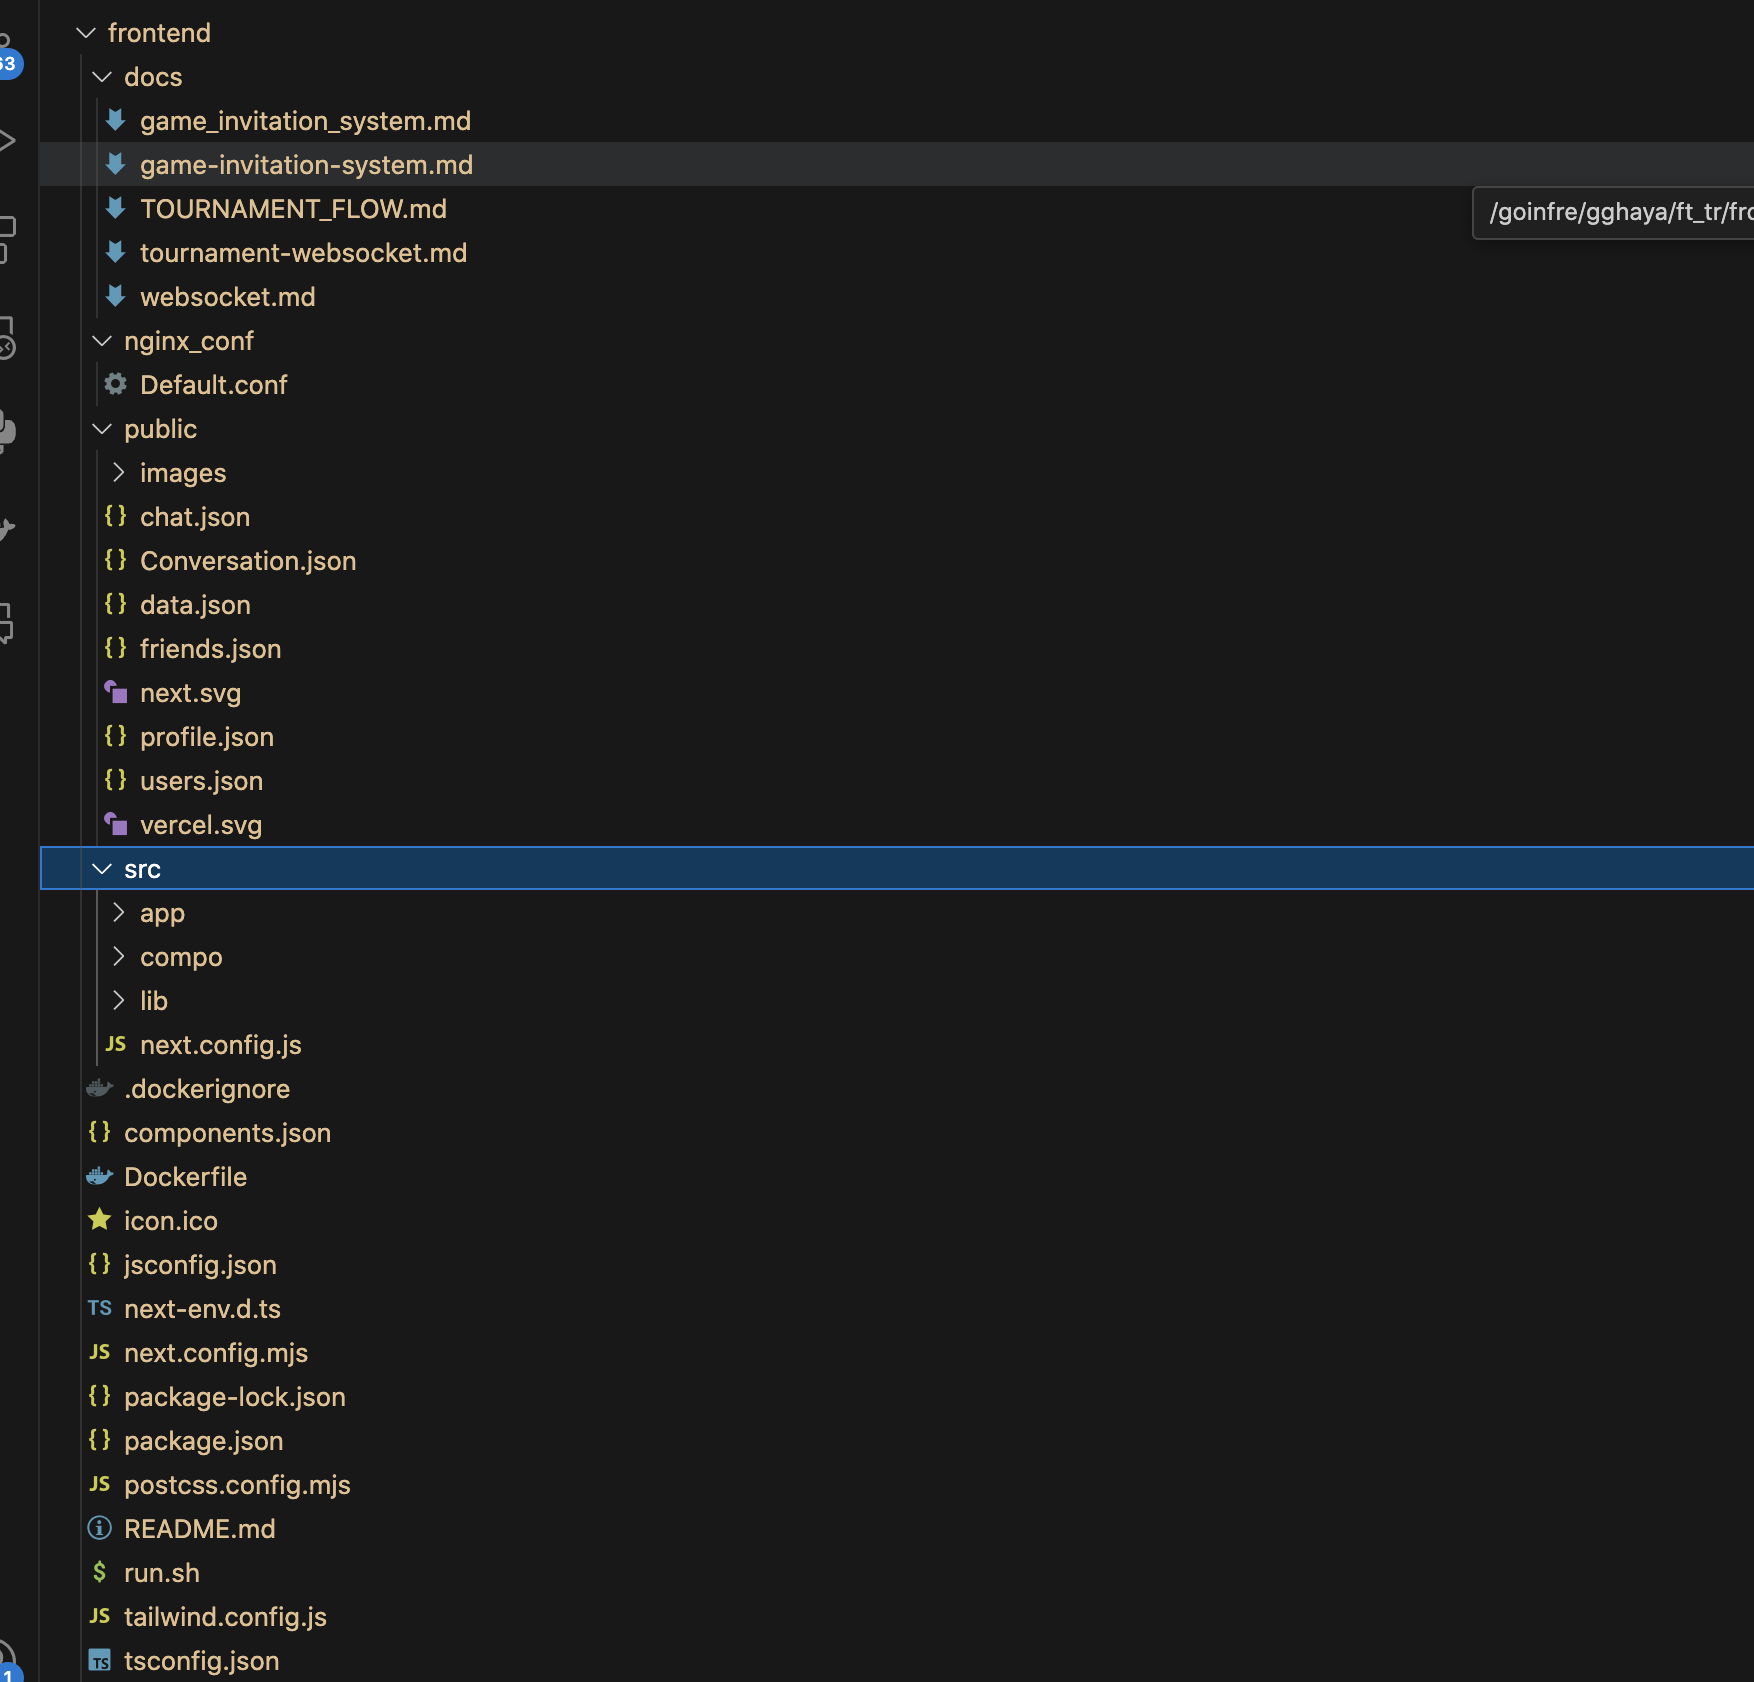 frontend
63
docs
game_invitation_system.md
game-invitation-system.md
TOURNAMENT_FLOW.md
/goinfre/gghaya/ft_tr/fro
tournament-websocket.md
websocket.md
nginx_conf
Default.conf
public
images
{} chat.json
{} Conversation.json
{} data.json
{} friends.json
next.svg
{} profile.json
{} users.json
vercel.svg
src
app
compo
lib
JS next.config.js
.dockerignore
{} components.json
Dockerfile
icon.ico
{} jsconfig.json
TS next-env.d.ts
JS next.config.mjs
{} package-lock.json
{} package.json
JS postcss.config.mjs
README.md
$ run.sh
JS tailwind.config.js
TS tsconfig.json
1